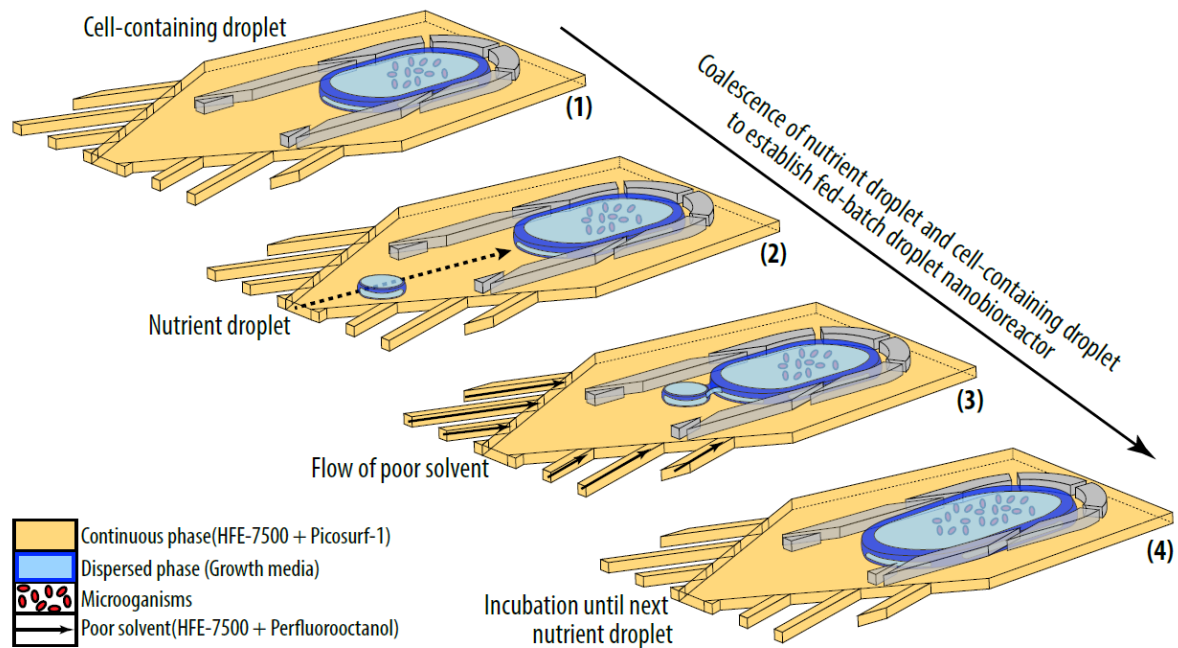 Cell-containing droplet
(1)
Coalescence of nutrient droplet and cell-containing droplet
to establish fed-batch droplet nanobioreactor
(2)
Nutrient droplet
(3)
Flow of poor solvent
(4)
Continuous phase(HFE-7500 + Picosurf-1)
Dispersed phase (Growth media)
Microoganisms
Poor solvent(HFE-7500 + Perfluorooctanol)
Incubation until next
nutrient droplet